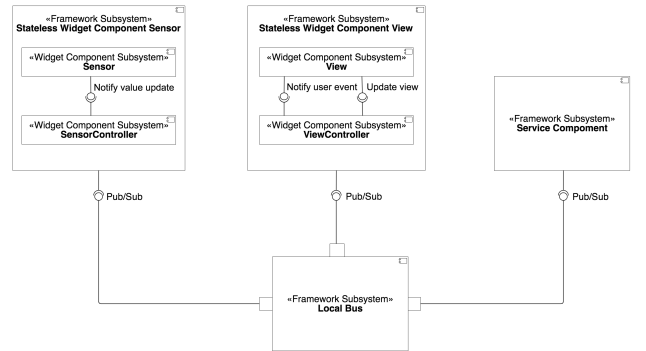 «Framework Subsystem»
Stateless Widget Component Sensor
«Widget Component Subsystem»
Sensor
Notify value update
«Widget Component Subsystem»
SensorController
Pub/Sub
«Framework Subsystem»
Stateless Widget Component View
«Widget Component Subsystem»
View
Notify user event
Update view
«Widget Component Subsystem»
ViewController
Pub/Sub
«Framework Subsystem»
Service Compoment
Pub/Sub
«Framework Subsystem»
Local Bus